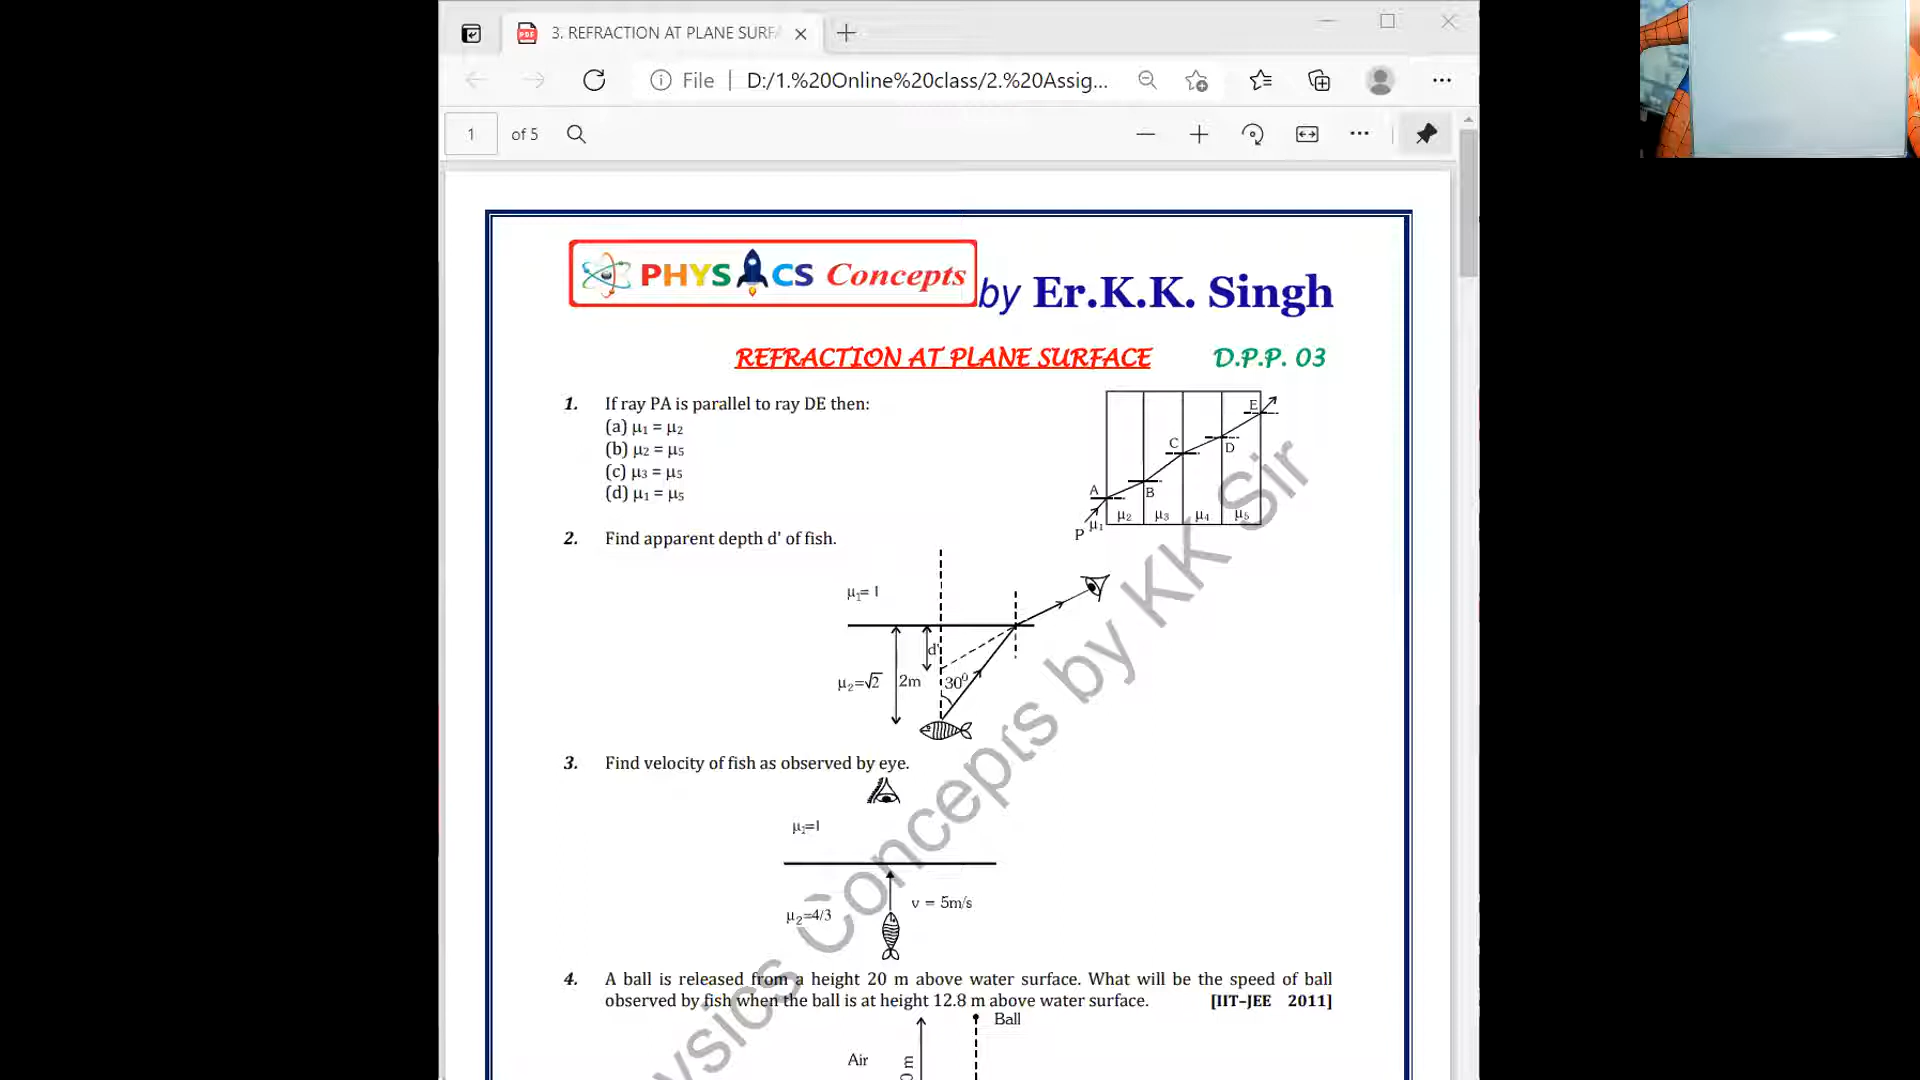 3. REFRACTION AT PLANE SURFA
File | D:/1.%20Online%20class/2.%20Assig...
1 of 5
PHYSICS Concepts by Er.K.K. Singh
REFRACTION AT PLANE SURFACE D.P.P. 03
1. If ray PA is parallel to ray DE then:
(a) μ1 = μ2
(b) μ2 = μ5
(c) μ3 = μ5
(d) μ1 = μ5
E
C
D
A
B
μ2 μ3 μ4 μ5
P μ1
2. Find apparent depth d' of fish.
μ1= 1
d'
μ2=√2 2m 30⁰
3. Find velocity of fish as observed by eye.
μ1=1
v = 5m/s
μ2=4/3
4. A ball is released from a height 20 m above water surface. What will be the speed of ball
observed by fish when the ball is at height 12.8 m above water surface. [IIT–JEE 2011]
Ball
Air
Concepts by KK Sir